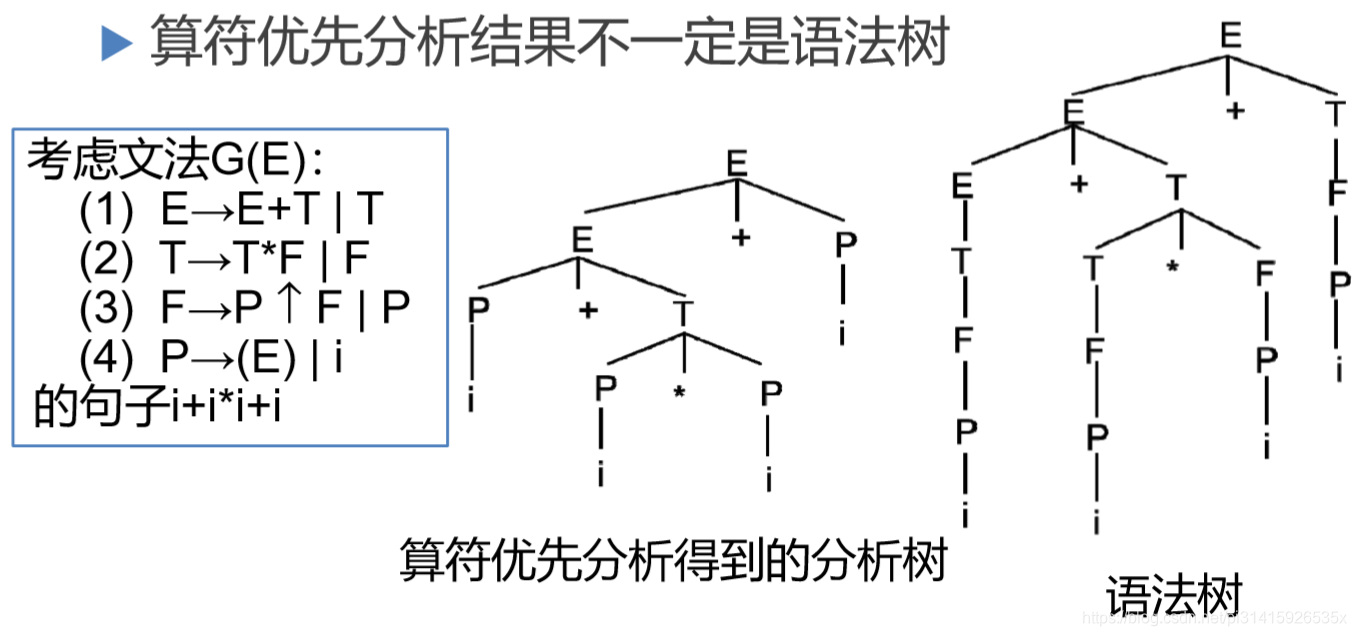 算符优先分析结果不一定是语法树
考虑文法G(E)：
(1) E→E+T | T
(2) T→T*F | F
(3) F→P↑F | P
(4) P→(E) | i
的句子i+i*i+i
E
E + P
P + T i
i P * P
i i
算符优先分析得到的分析树
E
E + T
E + T F
T T * F P
F F P i
P P i
i i
语法树
https://blog.csdn.net/pi31415926535x